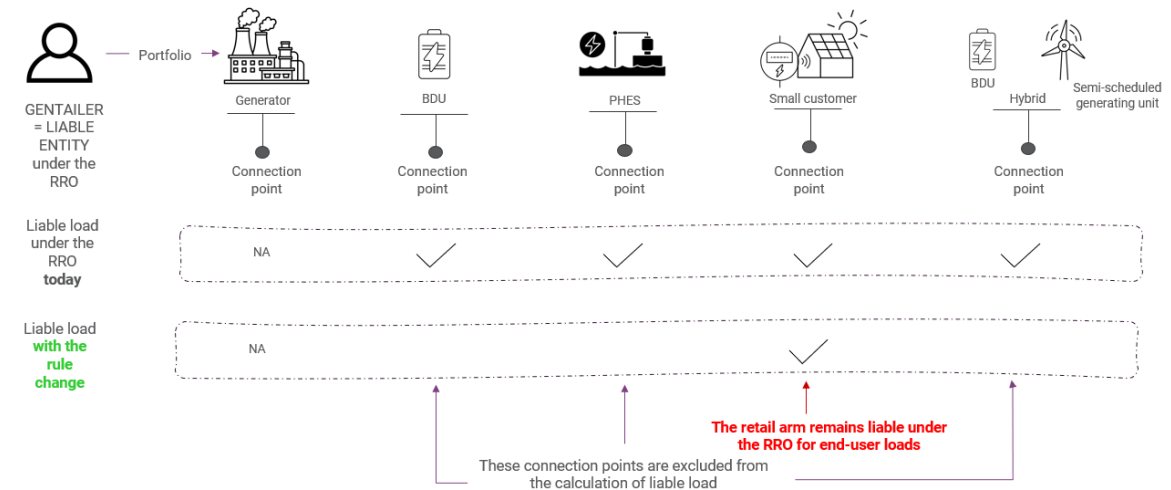 Portfolio
GENTAILER
= LIABLE
ENTITY
under the
RRO
Generator
BDU
PHES
Small customer
BDU
Hybrid
Semi-scheduled
generating unit
Connection
point
Connection
point
Connection
point
Connection
point
Connection
point
Liable load
under the
RRO
today
NA
Liable load
with the
rule
change
NA
The retail arm remains liable under
the RRO for end-user loads
These connection points are excluded from
the calculation of liable load